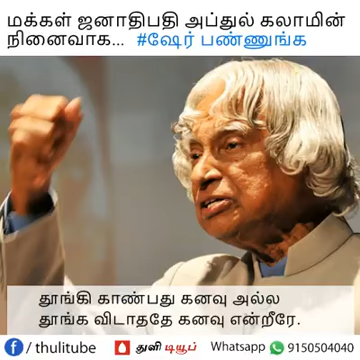 மக்கள் ஜனாதிபதி அப்துல் கலாமின்
நினைவாக... #ஷேர் பண்ணுங்க
தூங்கி காண்பது கனவு அல்ல
தூங்க விடாததே கனவு என்றீரே.
f / thulitube துளி டியூப் Whatsapp 9150504040